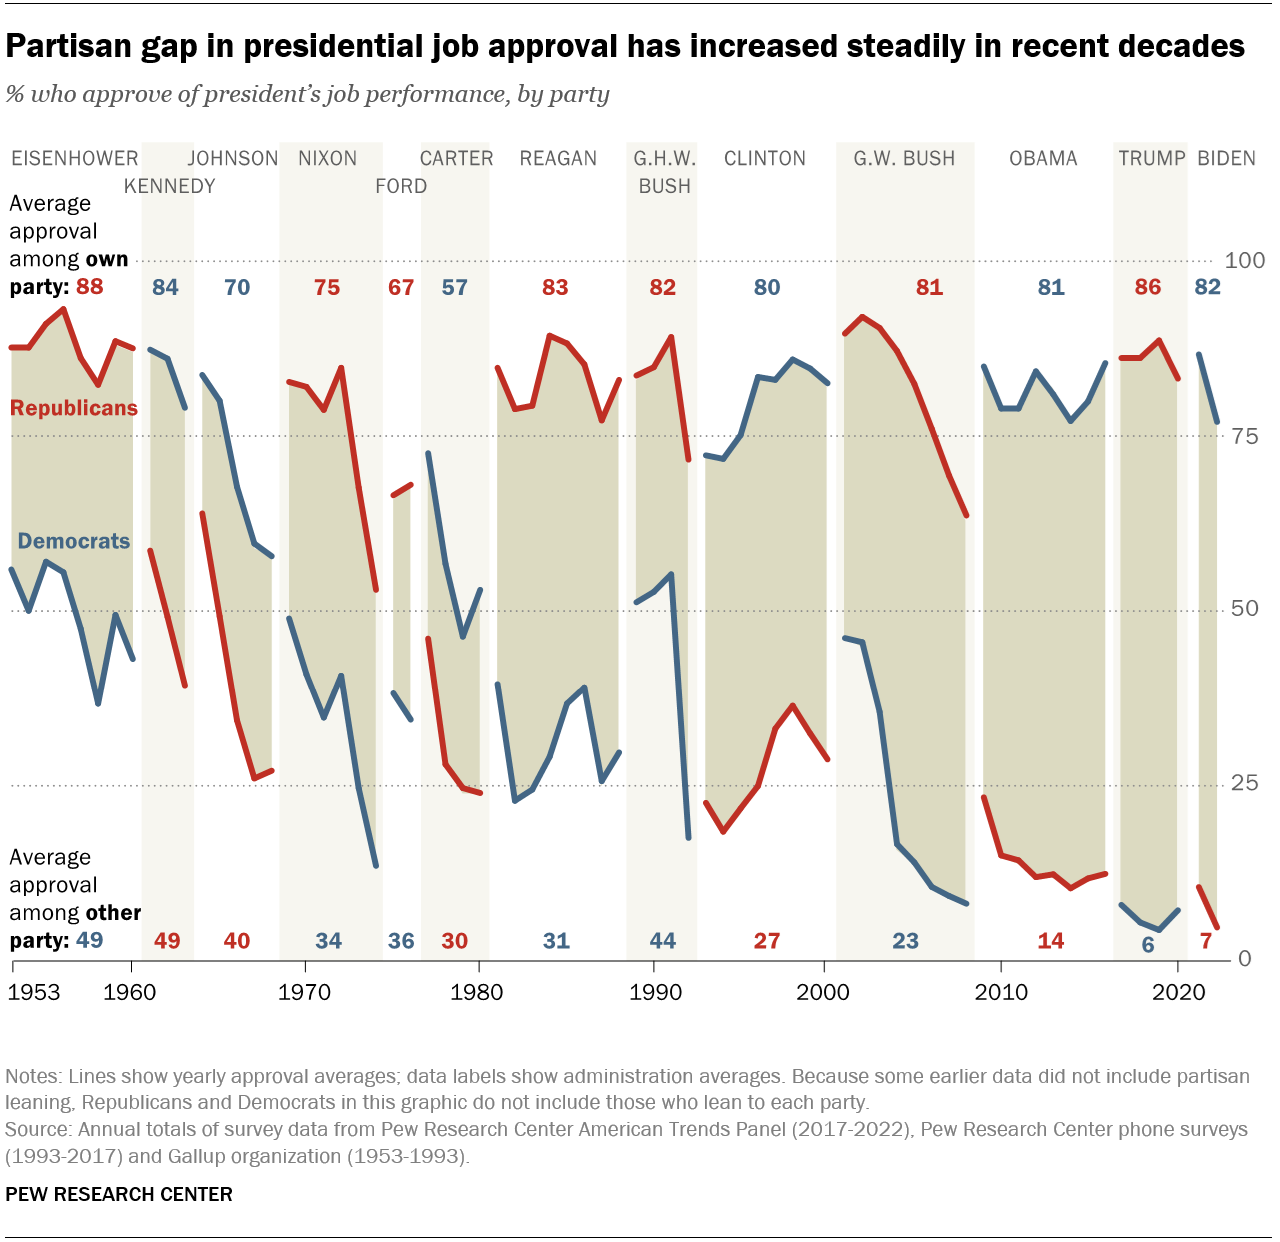 Partisan gap in presidential job approval has increased steadily in recent decades
% who approve of president's job performance, by party
EISENHOWER JOHNSON NIXON CARTER REAGAN G.H.W. CLINTON G.W. BUSH OBAMA TRUMP BIDEN
KENNEDY FORD BUSH
Average
approval
among own 100
party: 88 84 70 75 67 57 83 82 80 81 81 86 82
Republicans
75
Democrats
50
25
Average
approval
among other
party: 49 49 40 34 36 30 31 44 27 23 14 6 7
0
1953 1960 1970 1980 1990 2000 2010 2020
Notes: Lines show yearly approval averages; data labels show administration averages. Because some earlier data did not include partisan
leaning, Republicans and Democrats in this graphic do not include those who lean to each party.
Source: Annual totals of survey data from Pew Research Center American Trends Panel (2017-2022), Pew Research Center phone surveys
(1993-2017) and Gallup organization (1953-1993).
PEW RESEARCH CENTER